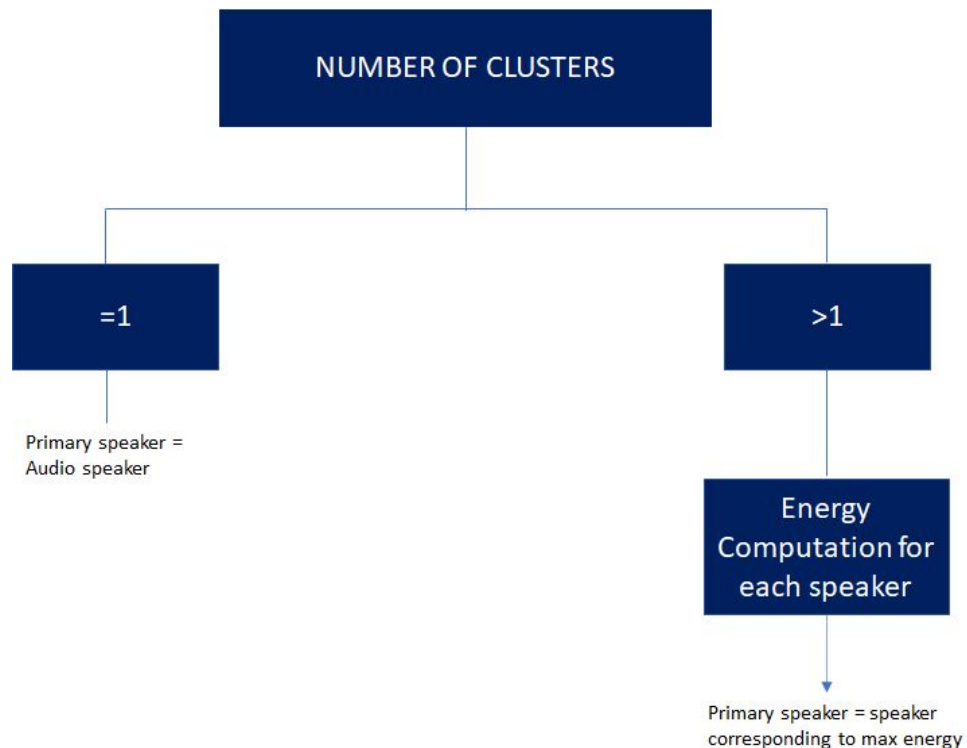 NUMBER OF CLUSTERS
=1
>1
Primary speaker =
Audio speaker
Energy
Computation for
each speaker
Primary speaker = speaker
corresponding to max energy